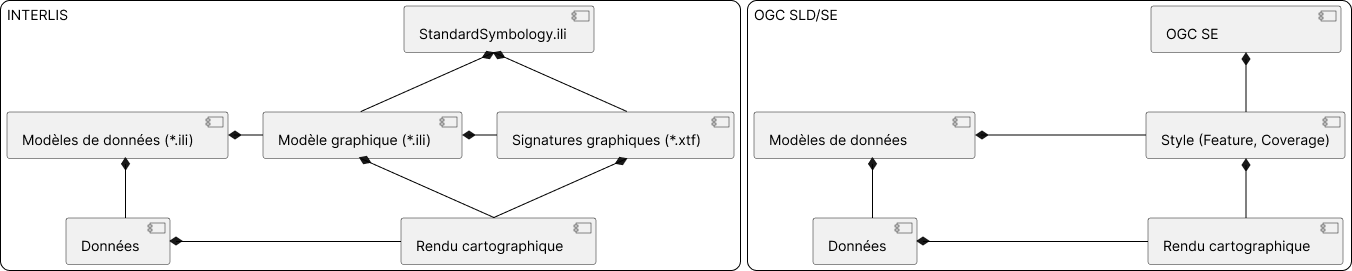 INTERLIS
StandardSymbology.ili
Modèles de données (*.ili)
Modèle graphique (*.ili)
Signatures graphiques (*.xtf)
Données
Rendu cartographique
OGC SLD/SE
OGC SE
Modèles de données
Style (Feature, Coverage)
Données
Rendu cartographique